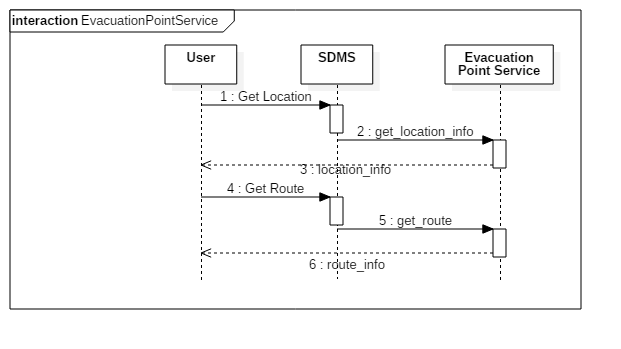 interaction EvacuationPointService
User
SDMS
Evacuation
Point Service
1 : Get Location
2 : get_location_info
3 : location_info
4 : Get Route
5 : get_route
6 : route_info